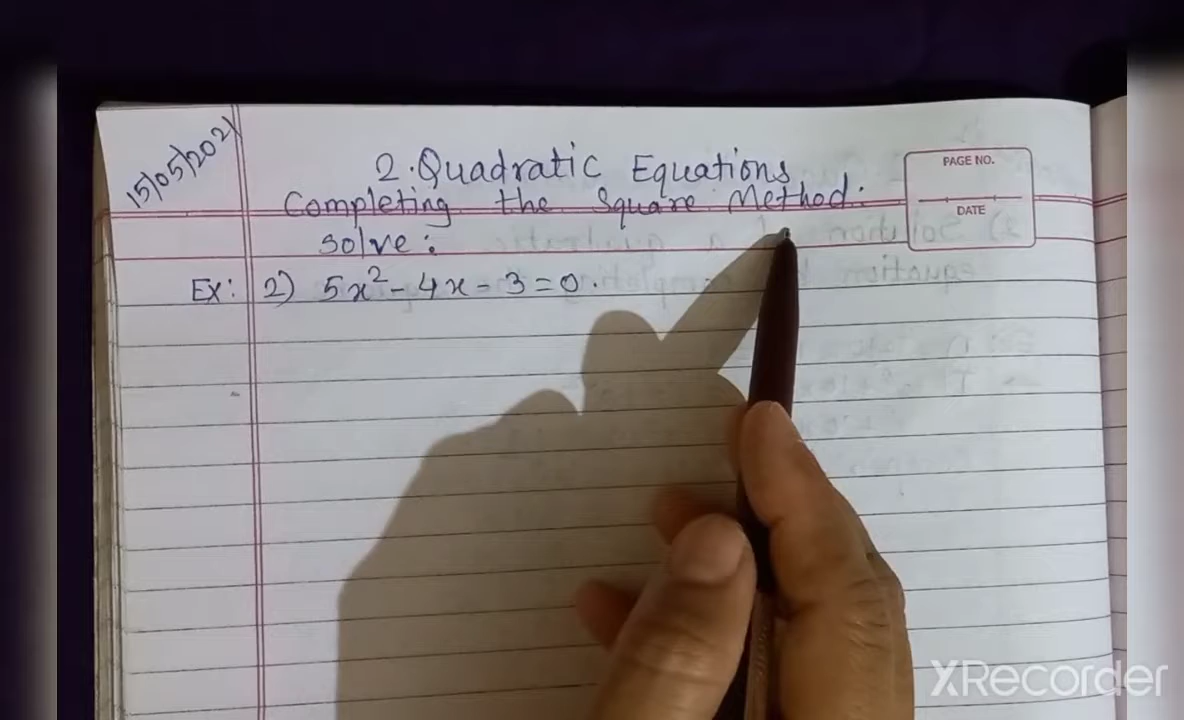 15/05/2021
2. Quadratic Equations
Completing the Square Method.
Solve:
Ex: 2) 5x² - 4x - 3 = 0.
PAGE NO.
DATE
XRecorder